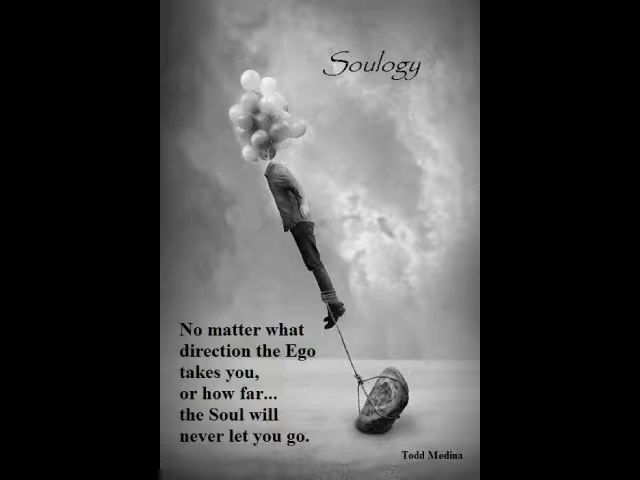 Soulogy
No matter what
direction the Ego
takes you,
or how far...
the Soul will
never let you go.
Todd Medina